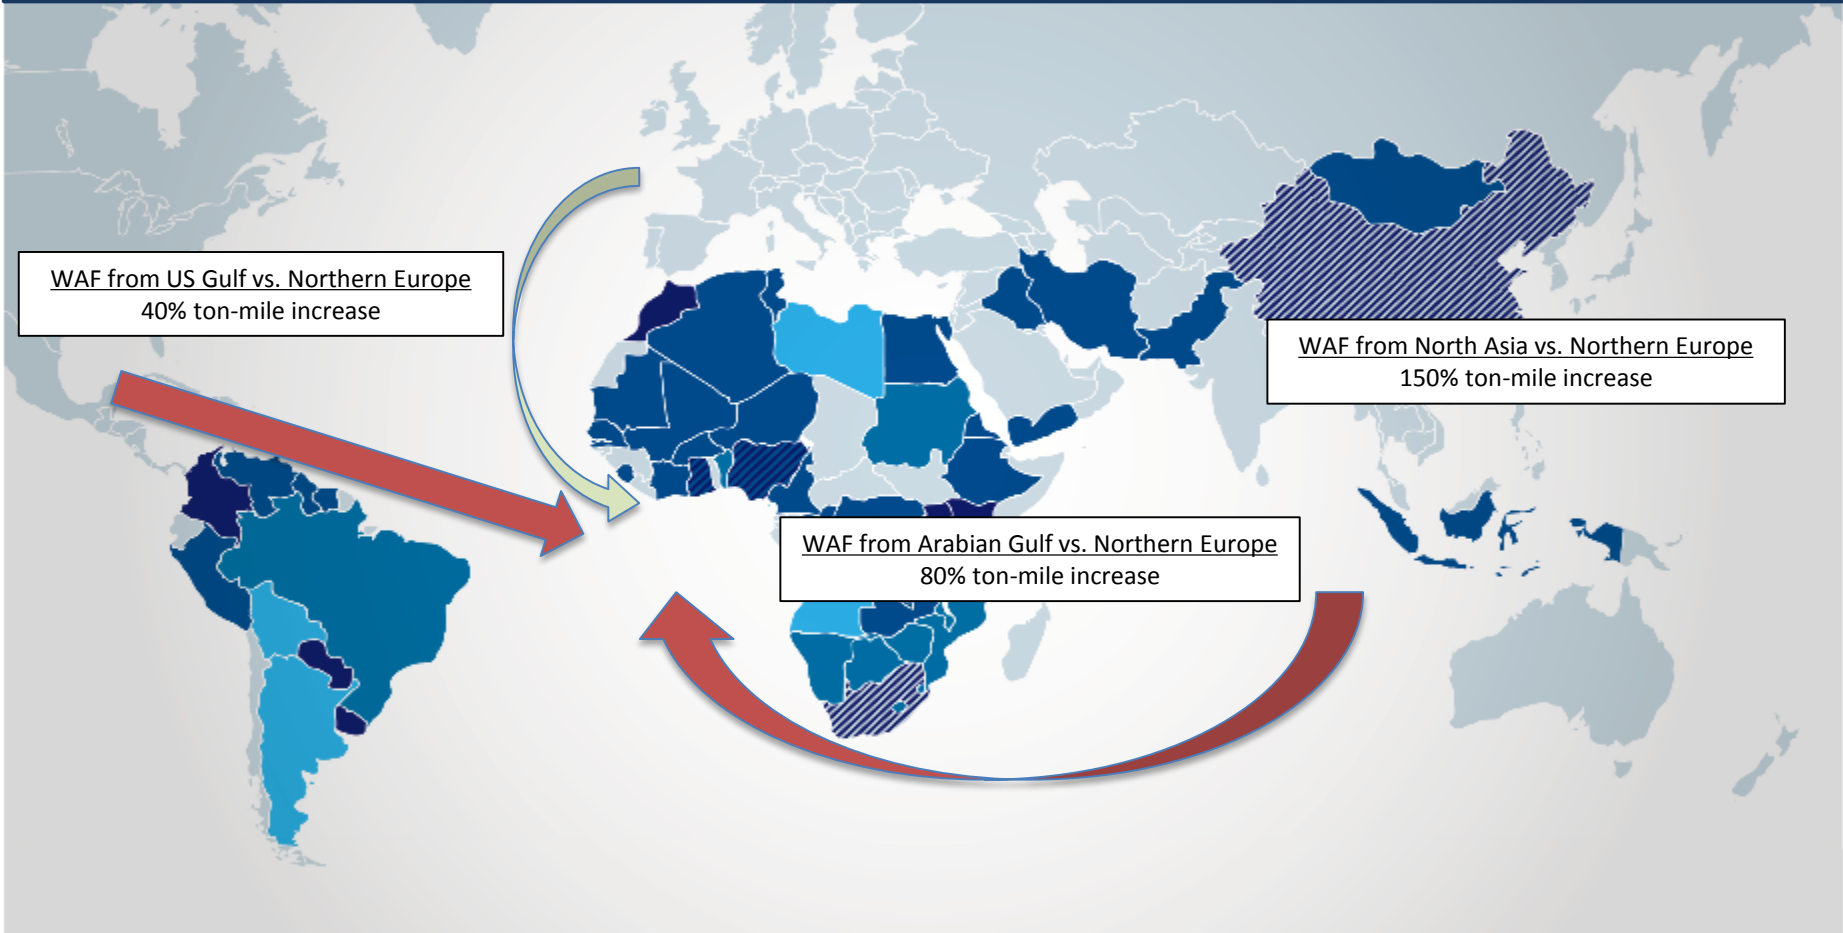 WAF from US Gulf vs. Northern Europe
40% ton-mile increase
WAF from North Asia vs. Northern Europe
150% ton-mile increase
WAF from Arabian Gulf vs. Northern Europe
80% ton-mile increase